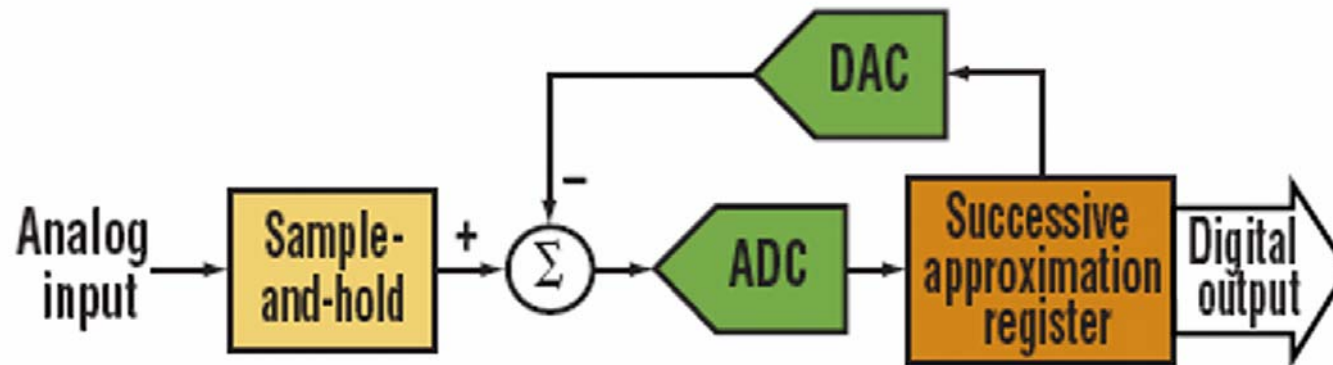 DAC
−
Analog
input
Sample-
and-hold
+
Σ
ADC
Successive
approximation
register
Digital
output